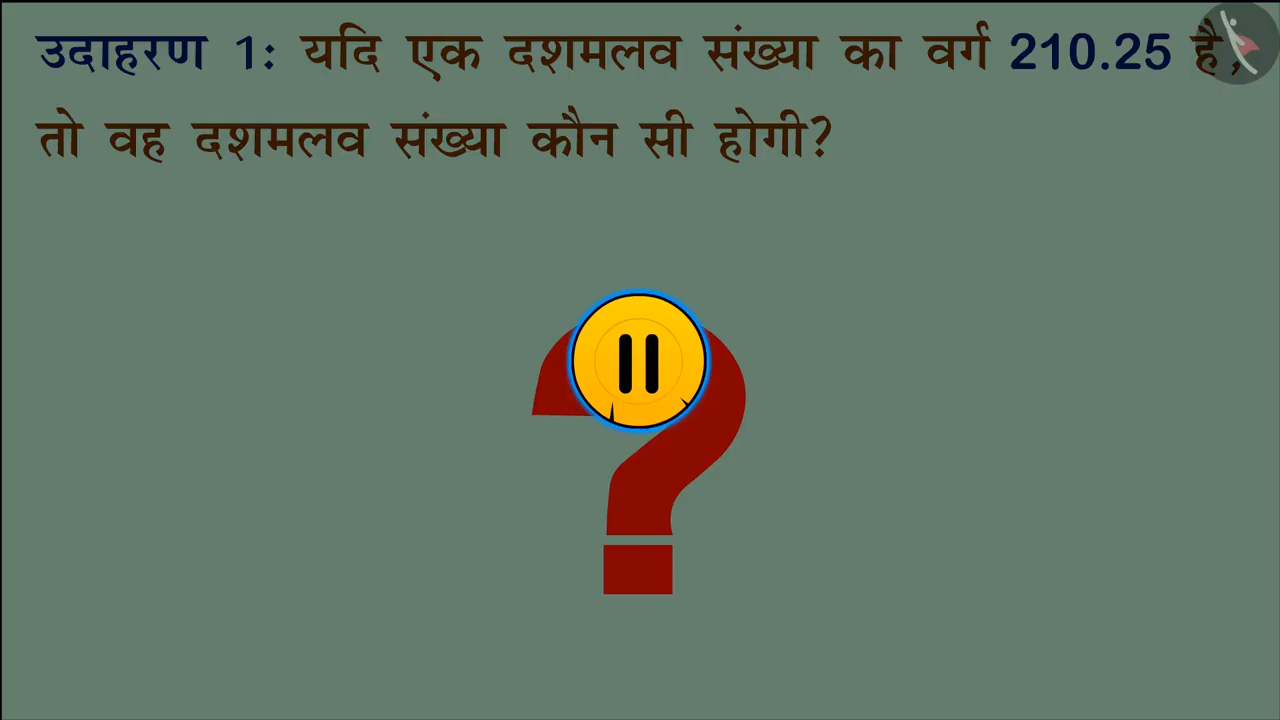 उदाहरण 1: यदि एक दशमलव संख्या का वर्ग 210.25 है,
तो वह दशमलव संख्या कौन सी होगी?